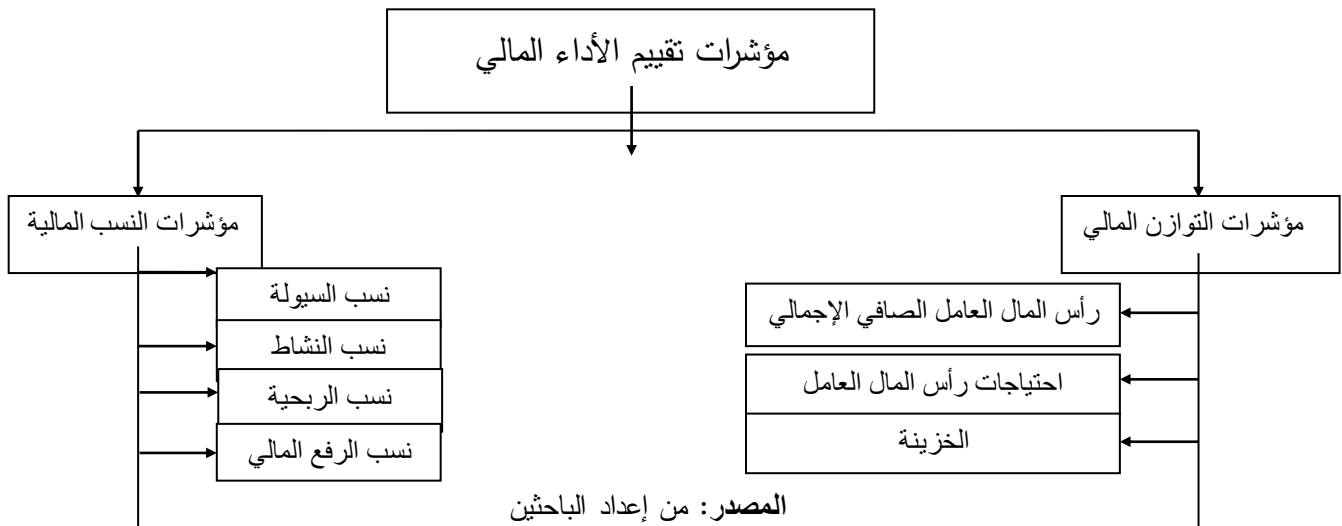 مؤشرات تقييم الأداء المالي
مؤشرات التوازن المالي
رأس المال العامل الصافي الإجمالي
احتياجات رأس المال العامل
الخزينة
مؤشرات النسب المالية
نسب السيولة
نسب النشاط
نسب الربحية
نسب الرفع المالي
المصدر: من إعداد الباحثين